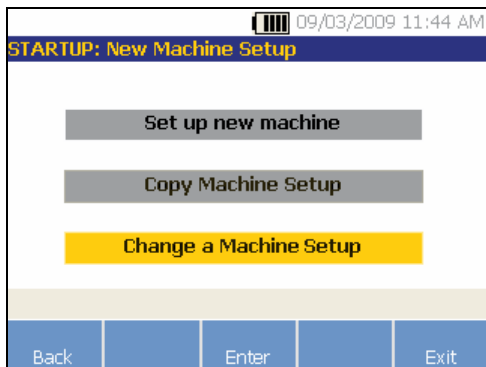 09/03/2009 11:44 AM
STARTUP: New Machine Setup
Set up new machine
Copy Machine Setup
Change a Machine Setup
Back Enter Exit